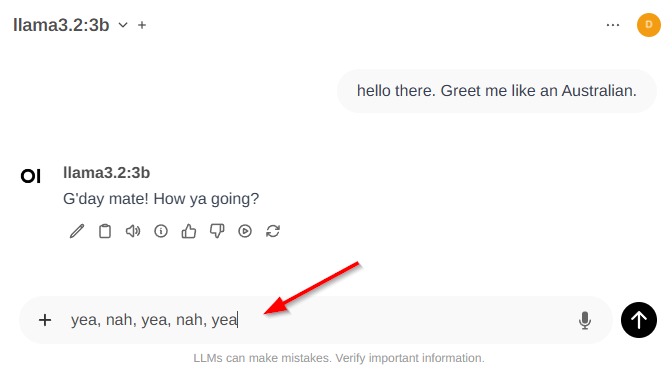 llama3.2:3b
D
hello there. Greet me like an Australian.
OI
llama3.2:3b
G'day mate! How ya going?
yea, nah, yea, nah, yea
LLMs can make mistakes. Verify important information.